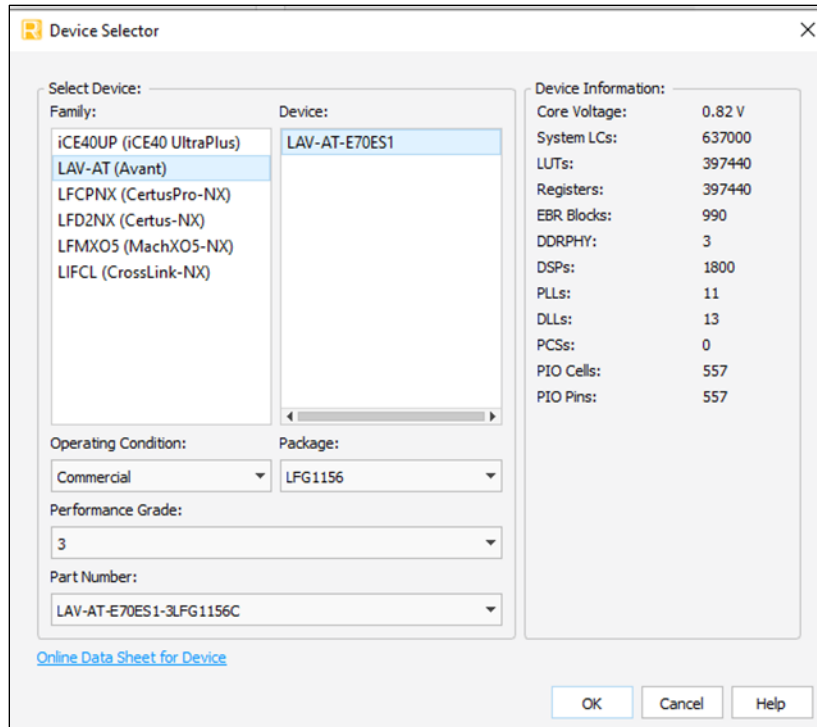 Device Selector
Select Device:
Family:
Device:
iCE40UP (iCE40 UltraPlus)
LAV-AT (Avant)
LFCPNX (CertusPro-NX)
LFD2NX (Certus-NX)
LFMXO5 (MachXO5-NX)
LIFCL (CrossLink-NX)
LAV-AT-E70ES1
Operating Condition:
Package:
Commercial
LFG1156
Performance Grade:
3
Part Number:
LAV-AT-E70ES1-3LFG1156C
Online Data Sheet for Device
Device Information:
Core Voltage: 0.82 V
System LCs: 637000
LUTs: 397440
Registers: 397440
EBR Blocks: 990
DDRPHY: 3
DSPs: 1800
PLLs: 11
DLLs: 13
PCSs: 0
PIO Cells: 557
PIO Pins: 557
OK Cancel Help